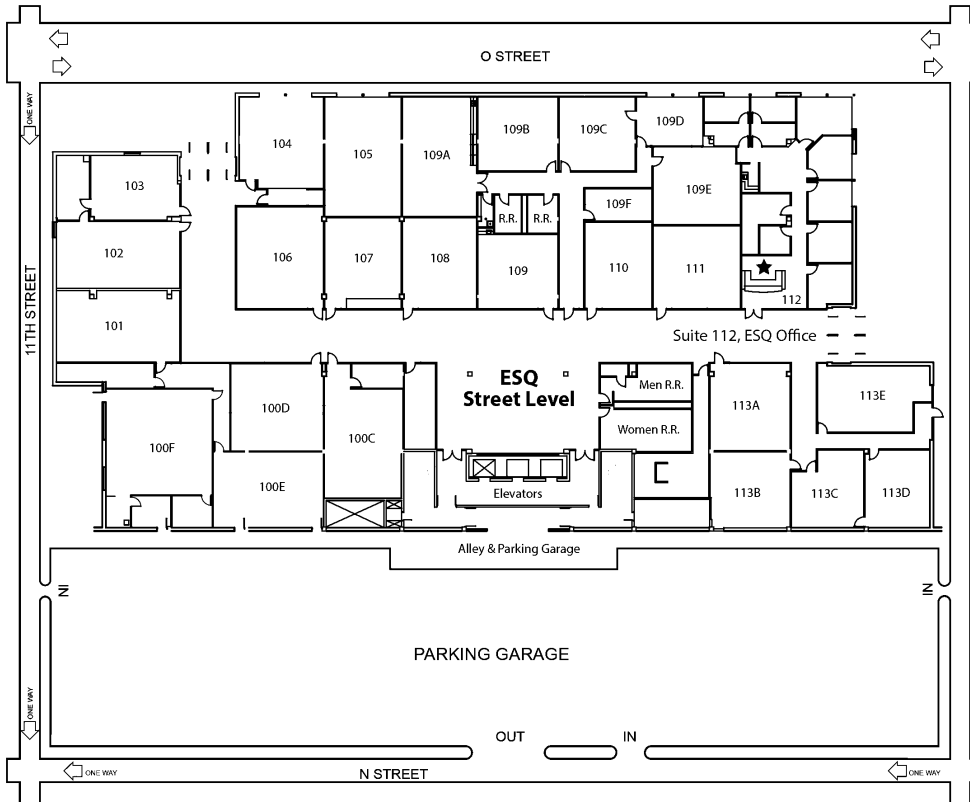 O STREET
ONE WAY
109B
109C
109D
104
105
109A
103
109E
109F
R.R.
R.R.
102
106
107
108
109
110
111
112
101
11TH STREET
Suite 112, ESQ Office
ESQ
Street Level
Men R.R.
113E
100D
113A
100C
Women R.R.
100F
100E
Elevators
113B
113C
113D
Alley & Parking Garage
IN
IN
PARKING GARAGE
ONE WAY
OUT
IN
ONE WAY
N STREET
ONE WAY